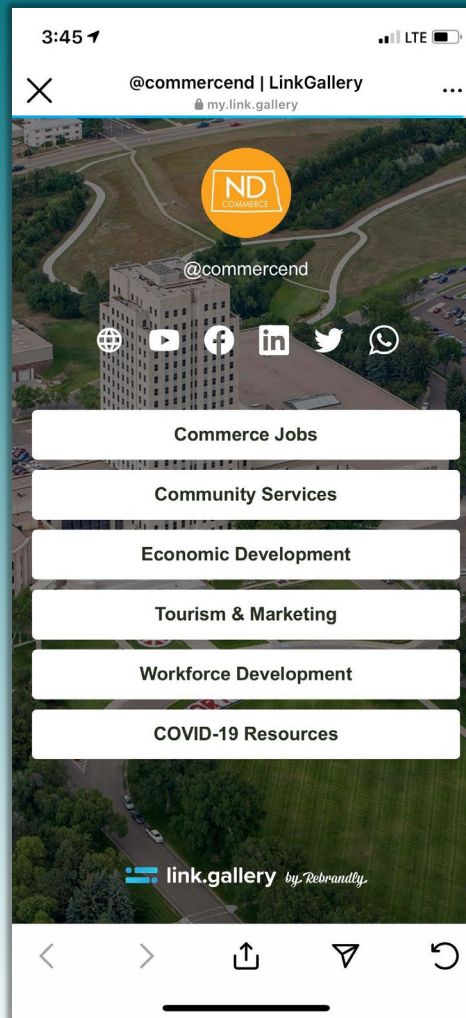 3:45
LTE
@commercend | LinkGallery
my.link.gallery
ND
COMMERCE
@commercend
Commerce Jobs
Community Services
Economic Development
Tourism & Marketing
Workforce Development
COVID-19 Resources
link.gallery by Rebrandly